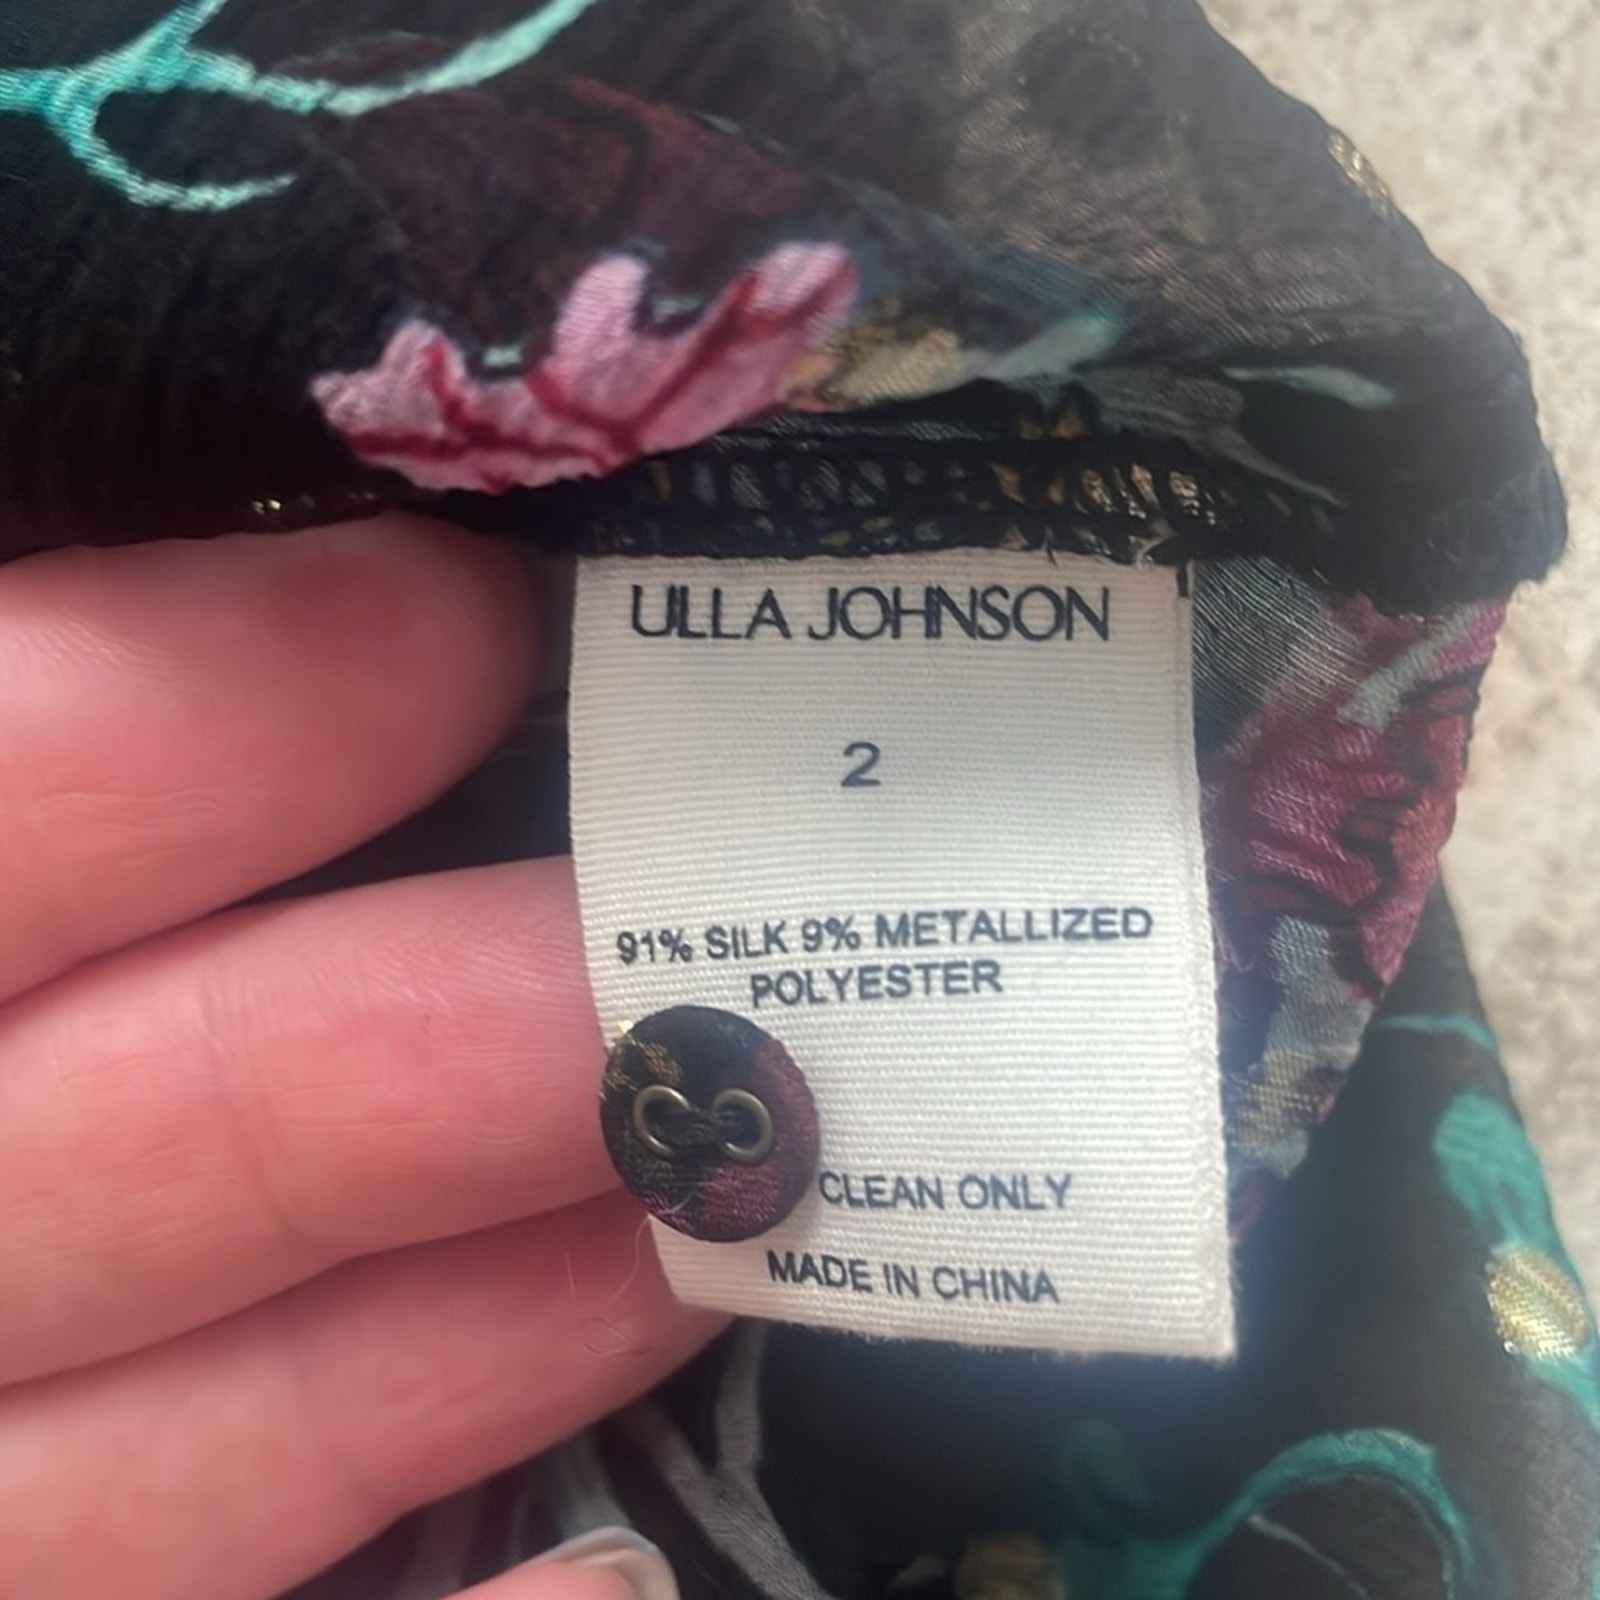 ULLA JOHNSON
2
91% SILK 9% METALLIZED
POLYESTER
CLEAN ONLY
MADE IN CHINA